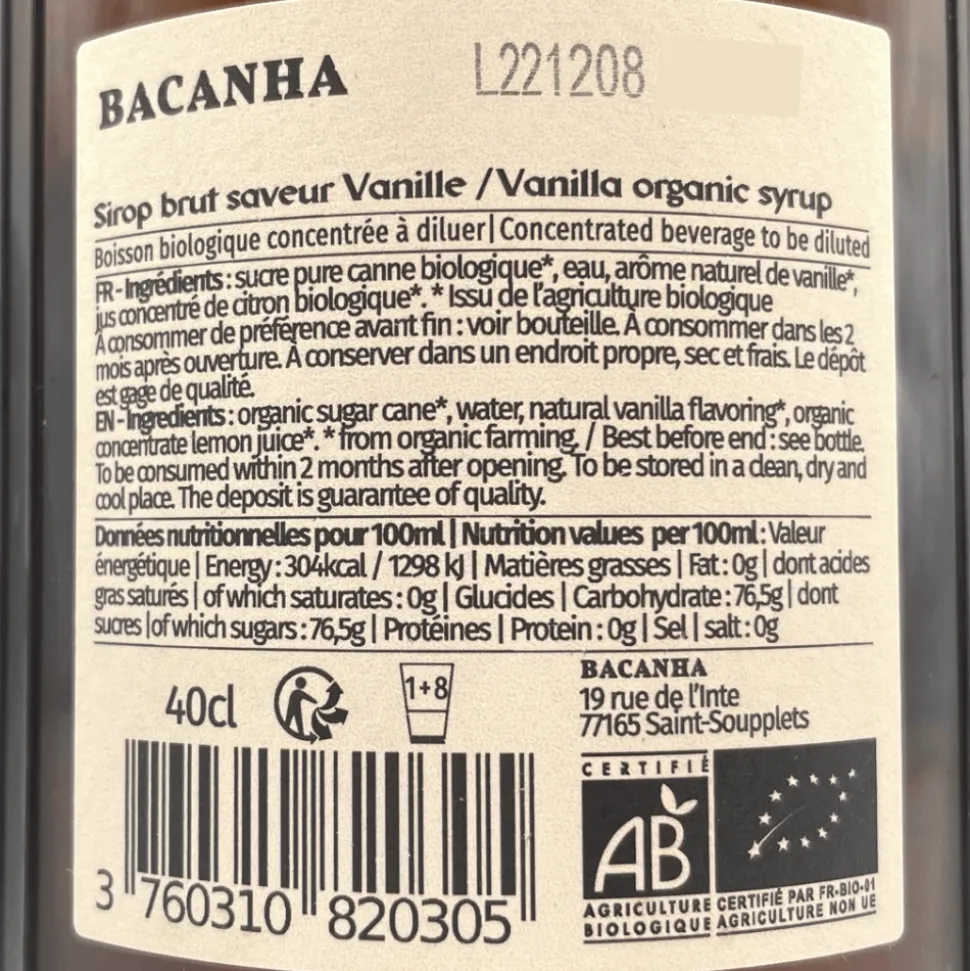 BACANHA L221208
Sirop brut saveur Vanille / Vanilla organic syrup
Boisson biologique concentrée à diluer | Concentrated beverage to be diluted
FR - Ingrédients : sucre pure canne biologique*, eau, arôme naturel de vanille*,
jus concentré de citron biologique*. * Issu de l'agriculture biologique
À consommer de préférence avant fin : voir bouteille. À consommer dans les 2
mois après ouverture. À conserver dans un endroit propre, sec et frais. Le dépôt
est gage de qualité.
EN - Ingredients : organic sugar cane*, water, natural vanilla flavoring*, organic
concentrate lemon juice*. * from organic farming. / Best before end : see bottle.
To be consumed within 2 months after opening. To be stored in a clean, dry and
cool place. The deposit is guarantee of quality.
Données nutritionnelles pour 100ml | Nutrition values per 100ml : Valeur
énergétique | Energy : 304kcal / 1298 kJ | Matières grasses | Fat : 0g | dont acides
gras saturés | of which saturates : 0g | Glucides | Carbohydrate : 76,5g | dont
sucres | of which sugars : 76,5g | Protéines | Protein : 0g | Sel | salt : 0g
40cl
1+8
BACANHA
19 rue de l'Inte
77165 Saint-Soupplets
CERTIFIÉ
AB
AGRICULTURE
BIOLOGIQUE
CERTIFIÉ PAR FR-BIO-01
AGRICULTURE NON UE
3 760310 820305